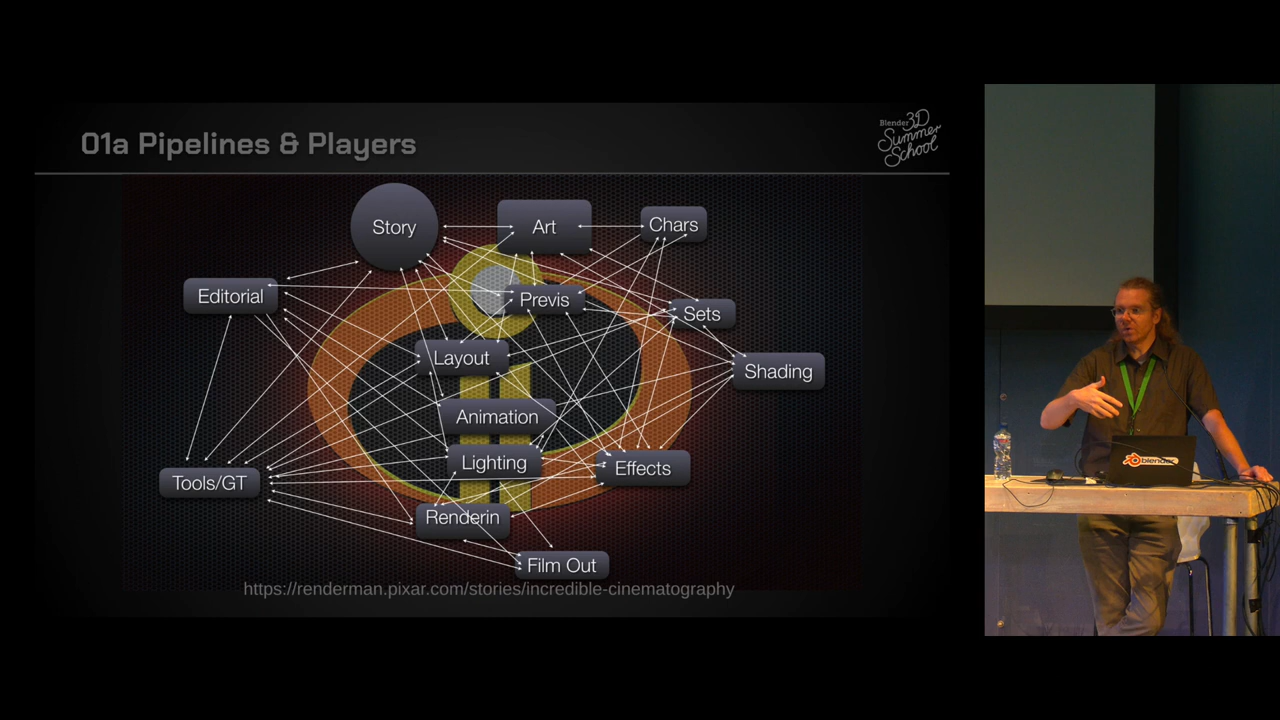 01a Pipelines & Players
Blender3D
Summer
School
Story
Art
Chars
Editorial
Previs
Sets
Layout
Shading
Animation
Lighting
Effects
Tools/GT
Renderin
Film Out
https://renderman.pixar.com/stories/incredible-cinematography
blender